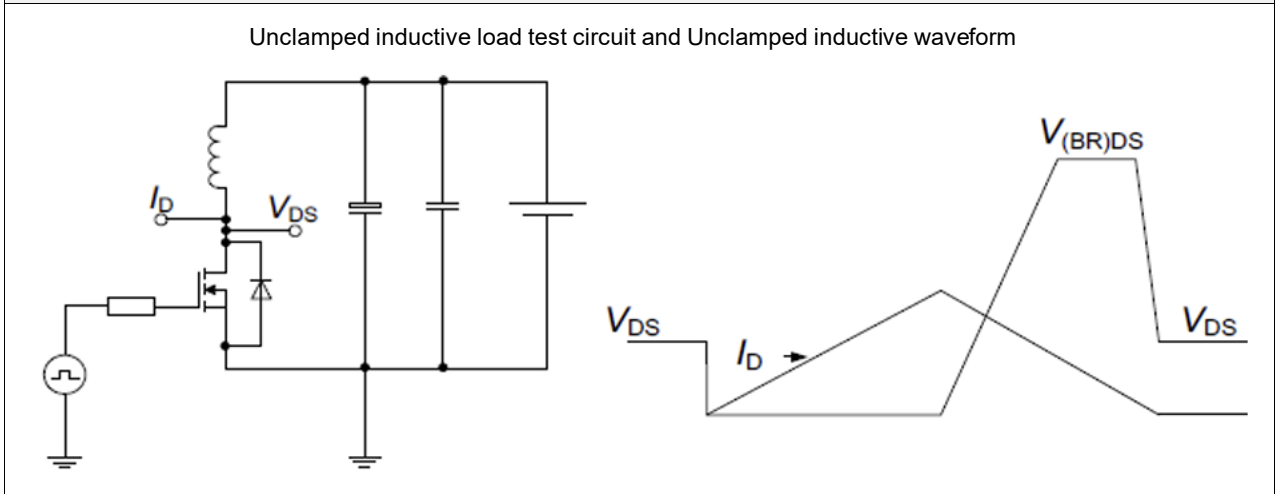 Unclamped inductive load test circuit and Unclamped inductive waveform
I_D
V_DS
V_(BR)DS
V_DS
I_D
V_DS